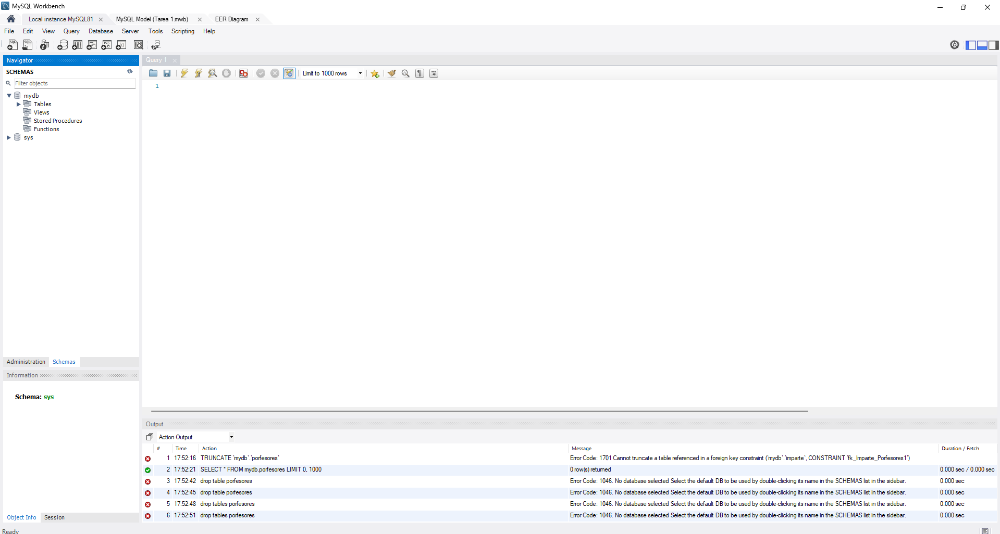 MySQL Workbench
Local instance MySQL81 MySQL Model (Tarea 1.mwb) EER Diagram
File Edit View Query Database Server Tools Scripting Help
Navigator
SCHEMAS
Filter objects
mydb
Tables
Views
Stored Procedures
Functions
sys
Query 1
Limit to 1000 rows
1
Administration Schemas
Information
Schema: sys
Object Info Session
Output
Action Output
# Time Action Message Duration / Fetch
1 17:52:16 TRUNCATE `mydb`.`porfesores` Error Code: 1701 Cannot truncate a table referenced in a foreign key constraint (`mydb`.`imparte`, CONSTRAINT `fk_Imparte_Porfesores1`)
2 17:52:21 SELECT * FROM mydb.porfesores LIMIT 0, 1000 0 row(s) returned 0.000 sec / 0.000 sec
3 17:52:42 drop table porfesores Error Code: 1046. No database selected Select the default DB to be used by double-clicking its name in the SCHEMAS list in the sidebar. 0.000 sec
4 17:52:45 drop table porfesores Error Code: 1046. No database selected Select the default DB to be used by double-clicking its name in the SCHEMAS list in the sidebar. 0.000 sec
5 17:52:48 drop tables porfesores Error Code: 1046. No database selected Select the default DB to be used by double-clicking its name in the SCHEMAS list in the sidebar. 0.000 sec
6 17:52:51 drop tables porfesores Error Code: 1046. No database selected Select the default DB to be used by double-clicking its name in the SCHEMAS list in the sidebar. 0.000 sec
Ready